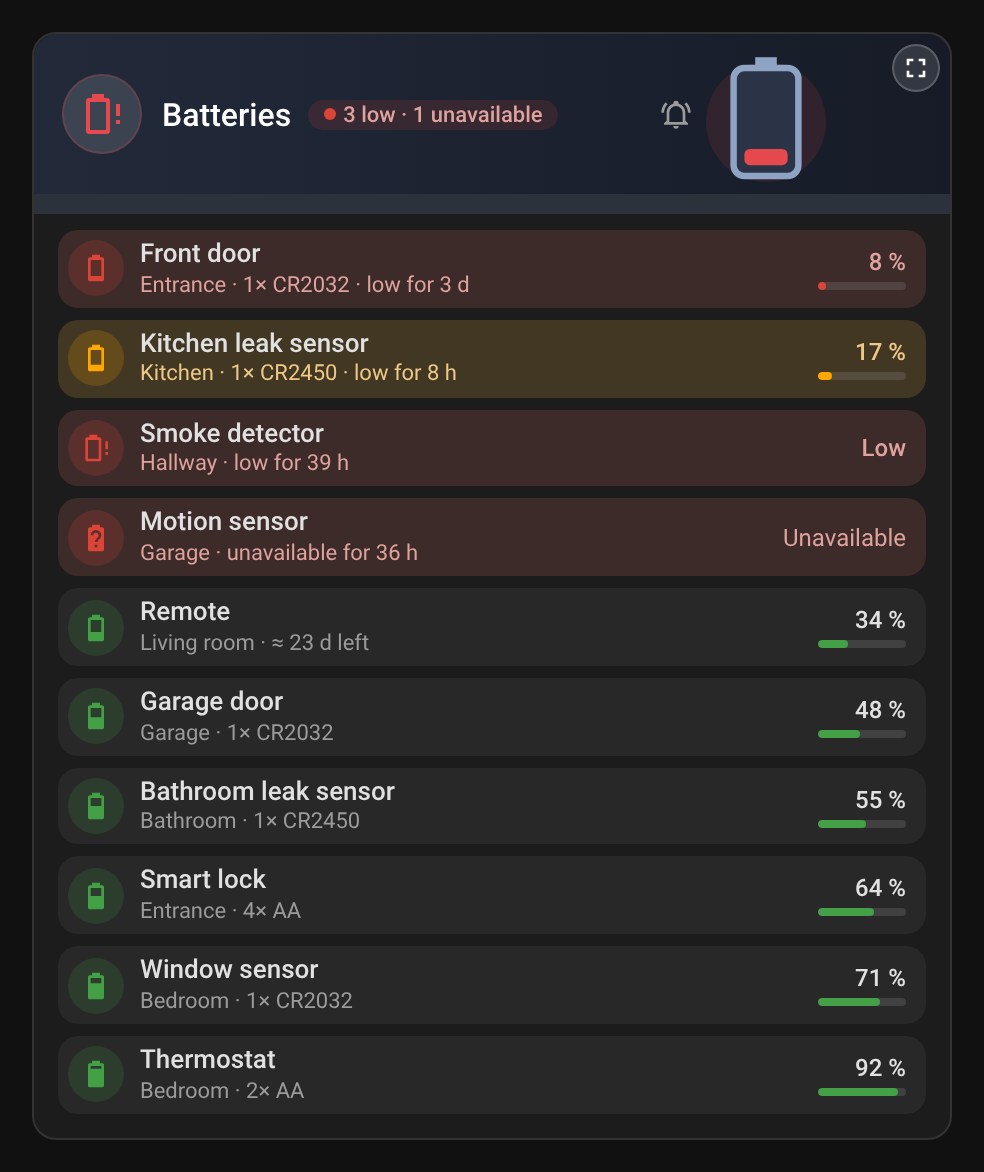 Batteries
3 low · 1 unavailable
Front door
Entrance · 1× CR2032 · low for 3 d
8 %
Kitchen leak sensor
Kitchen · 1× CR2450 · low for 8 h
17 %
Smoke detector
Hallway · low for 39 h
Low
Motion sensor
Garage · unavailable for 36 h
Unavailable
Remote
Living room · ≈ 23 d left
34 %
Garage door
Garage · 1× CR2032
48 %
Bathroom leak sensor
Bathroom · 1× CR2450
55 %
Smart lock
Entrance · 4× AA
64 %
Window sensor
Bedroom · 1× CR2032
71 %
Thermostat
Bedroom · 2× AA
92 %